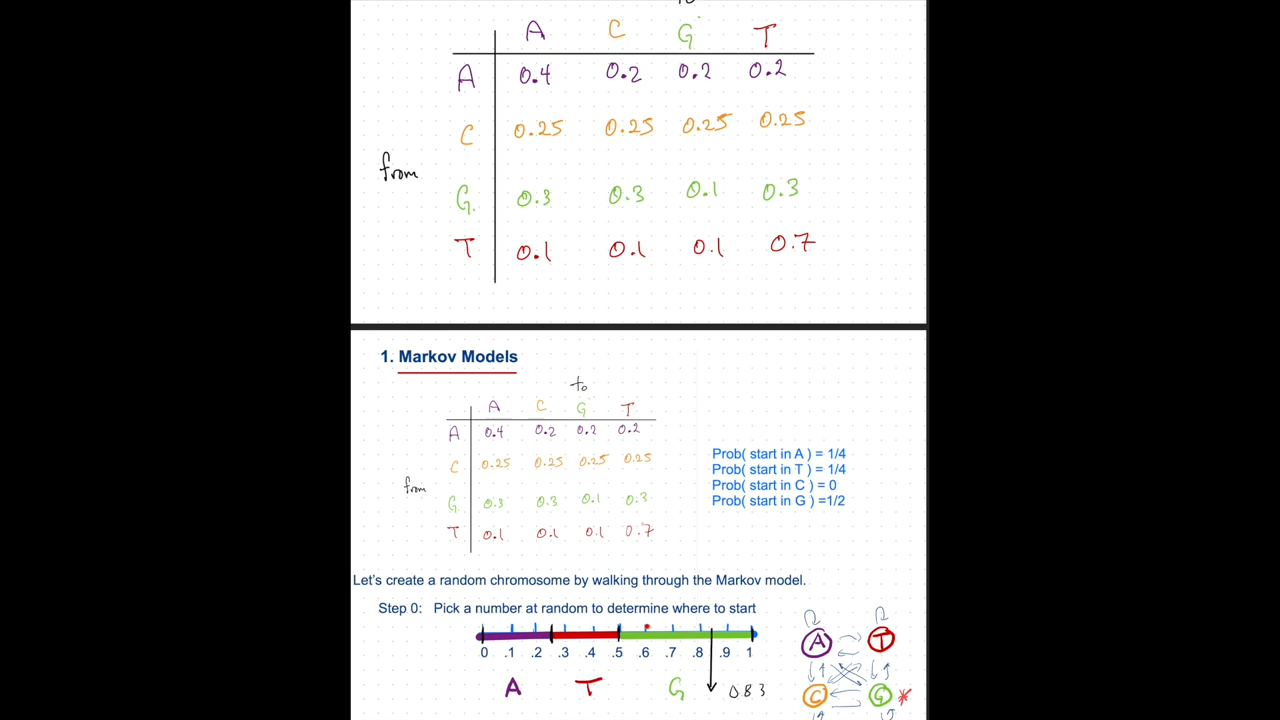 to
A C G T
A 0.4 0.2 0.2 0.2
C 0.25 0.25 0.25 0.25
from
G. 0.3 0.3 0.1 0.3
T 0.1 0.1 0.1 0.7
1. Markov Models
to
A C G T
A 0.4 0.2 0.2 0.2
C 0.25 0.25 0.25 0.25
from
G. 0.3 0.3 0.1 0.3
T 0.1 0.1 0.1 0.7
Prob( start in A ) = 1/4
Prob( start in T ) = 1/4
Prob( start in C ) = 0
Prob( start in G ) =1/2
Let's create a random chromosome by walking through the Markov model.
Step 0: Pick a number at random to determine where to start
0 .1 .2 .3 .4 .5 .6 .7 .8 .9 1
A T G 0.83
A T
C G *